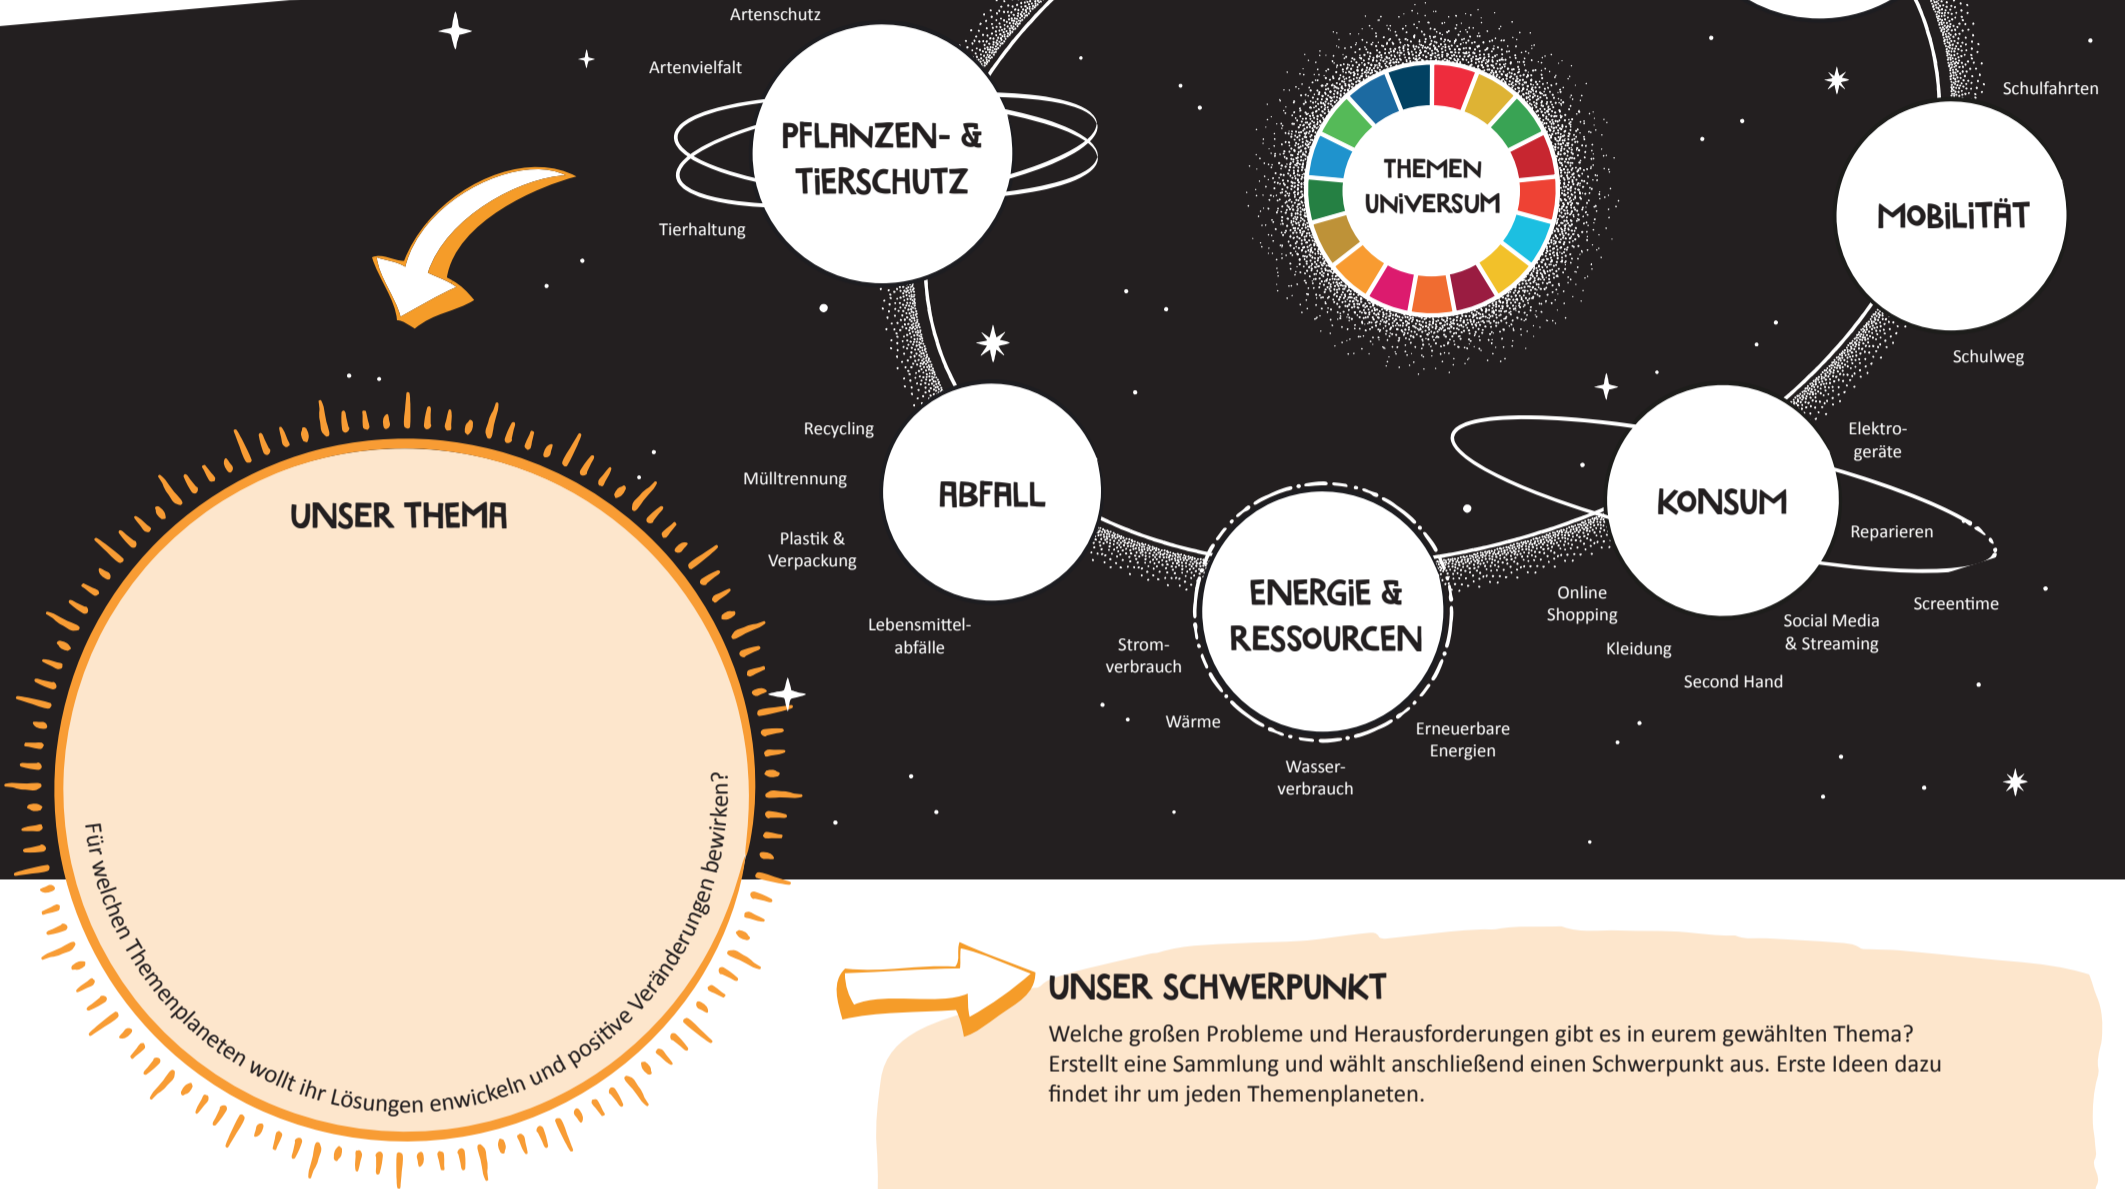 Artenschutz
Artenvielfalt
PFLANZEN- &
TIERSCHUTZ
Tierhaltung
THEMEN
UNIVERSUM
Schulfahrten
MOBILITÄT
Schulweg
Recycling
Mülltrennung
Plastik &
Verpackung
ABFALL
Lebensmittel-
abfälle
Strom-
verbrauch
Wärme
ENERGIE &
RESSOURCEN
Wasser-
verbrauch
Erneuerbare
Energien
KONSUM
Elektro-
geräte
Reparieren
Screentime
Social Media
& Streaming
Second Hand
Kleidung
Online
Shopping
UNSER THEMA
Für welchen Themenplaneten wollt ihr Lösungen enwickeln und positive Veränderungen bewirken?
UNSER SCHWERPUNKT
Welche großen Probleme und Herausforderungen gibt es in eurem gewählten Thema?
Erstellt eine Sammlung und wählt anschließend einen Schwerpunkt aus. Erste Ideen dazu
findet ihr um jeden Themenplaneten.